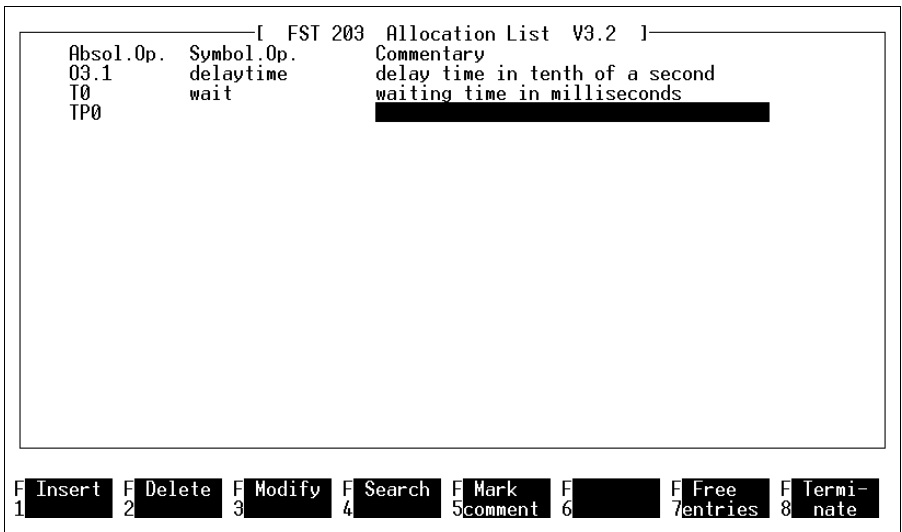 [ FST 203 Allocation List V3.2 ]
Absol.Op. Symbol.Op. Commentary
O3.1 delaytime delay time in tenth of a second
T0 wait waiting time in milliseconds
TP0
F1 Insert F2 Delete F3 Modify F4 Search F5 Mark comment F6 F7 Free entries F8 Termi-nate